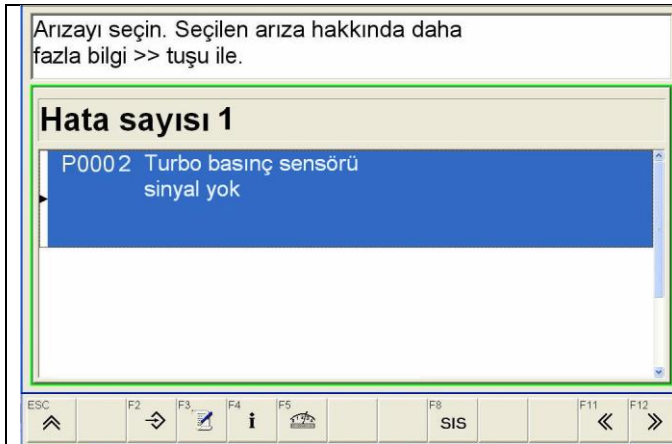 Arızayı seçin. Seçilen arıza hakkında daha
fazla bilgi >> tuşu ile.
Hata sayısı 1
P0002 Turbo basınç sensörü
sinyal yok
ESC F2 F3 F4 i F5 F8 SIS F11 F12